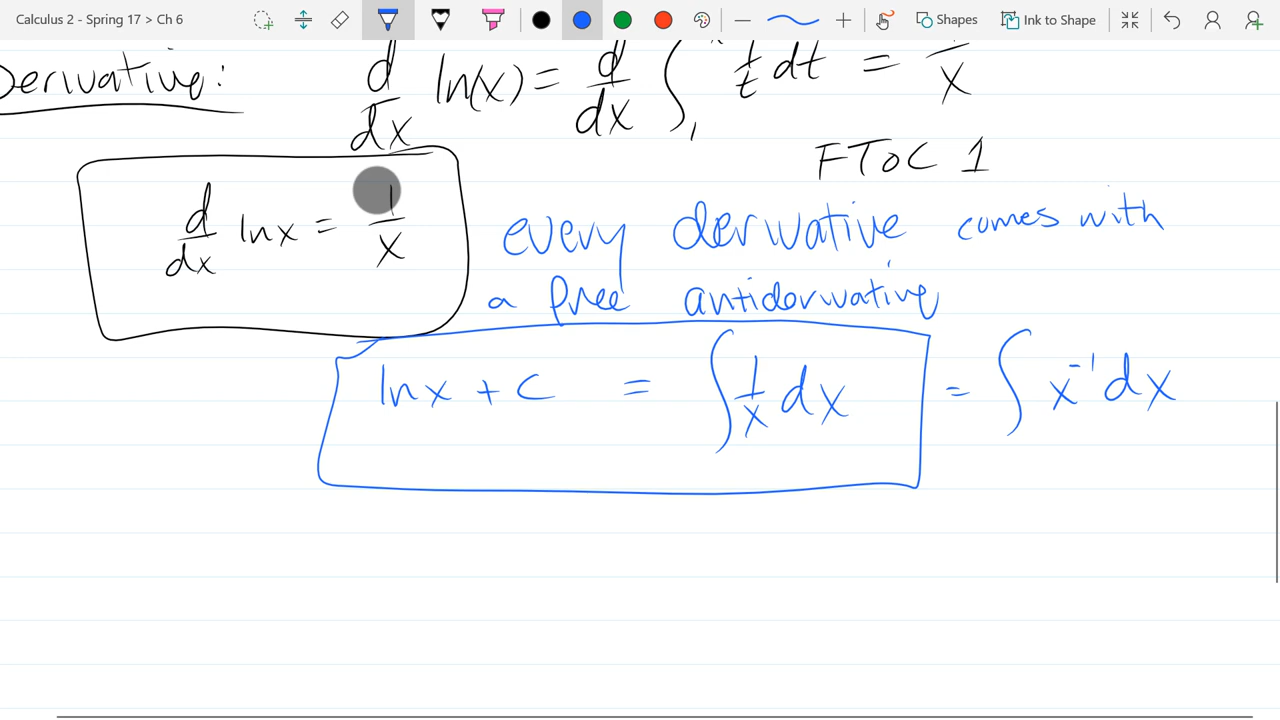 Calculus 2 - Spring 17 > Ch 6
Shapes
Ink to Shape
Derivative: d/dx ln(x) = d/dx ∫₁ˣ 1/t dt = 1/x
FToC 1
d/dx ln x = 1/x
every derivative comes with
a free antiderivative
ln x + C = ∫ 1/x dx = ∫ x⁻¹ dx